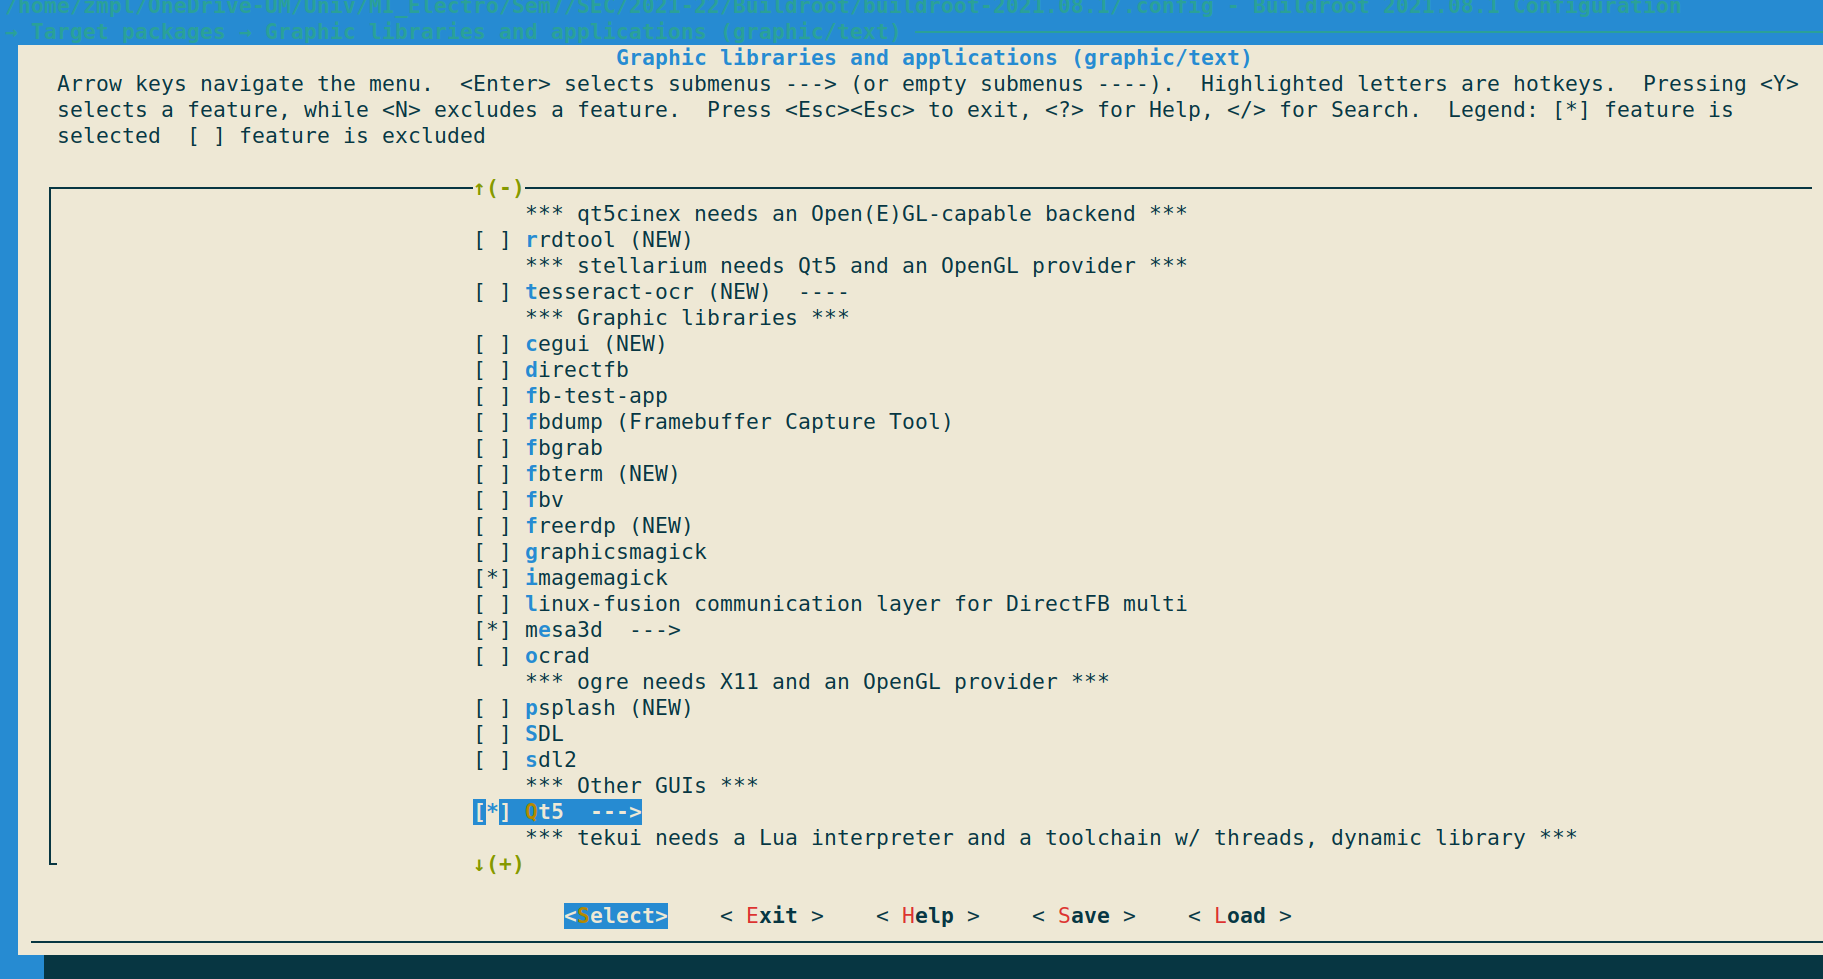 /home/zmpl/OneDrive-UM/Univ/MI_Electro/Sem7/SEC/2021-22/Buildroot/buildroot-2021.08.1/.config - Buildroot 2021.08.1 Configuration
→ Target packages → Graphic libraries and applications (graphic/text)
Graphic libraries and applications (graphic/text)
Arrow keys navigate the menu.  <Enter> selects submenus ---> (or empty submenus ----).  Highlighted letters are hotkeys.  Pressing <Y>
selects a feature, while <N> excludes a feature.  Press <Esc><Esc> to exit, <?> for Help, </> for Search.  Legend: [*] feature is
selected  [ ] feature is excluded
↑(-)
*** qt5cinex needs an Open(E)GL-capable backend ***
[ ] rrdtool (NEW)
*** stellarium needs Qt5 and an OpenGL provider ***
[ ] tesseract-ocr (NEW)  ----
*** Graphic libraries ***
[ ] cegui (NEW)
[ ] directfb
[ ] fb-test-app
[ ] fbdump (Framebuffer Capture Tool)
[ ] fbgrab
[ ] fbterm (NEW)
[ ] fbv
[ ] freerdp (NEW)
[ ] graphicsmagick
[*] imagemagick
[ ] linux-fusion communication layer for DirectFB multi
[*] mesa3d  --->
[ ] ocrad
*** ogre needs X11 and an OpenGL provider ***
[ ] psplash (NEW)
[ ] SDL
[ ] sdl2
*** Other GUIs ***
[*] Qt5  --->
*** tekui needs a Lua interpreter and a toolchain w/ threads, dynamic library ***
↓(+)
<Select>    < Exit >    < Help >    < Save >    < Load >